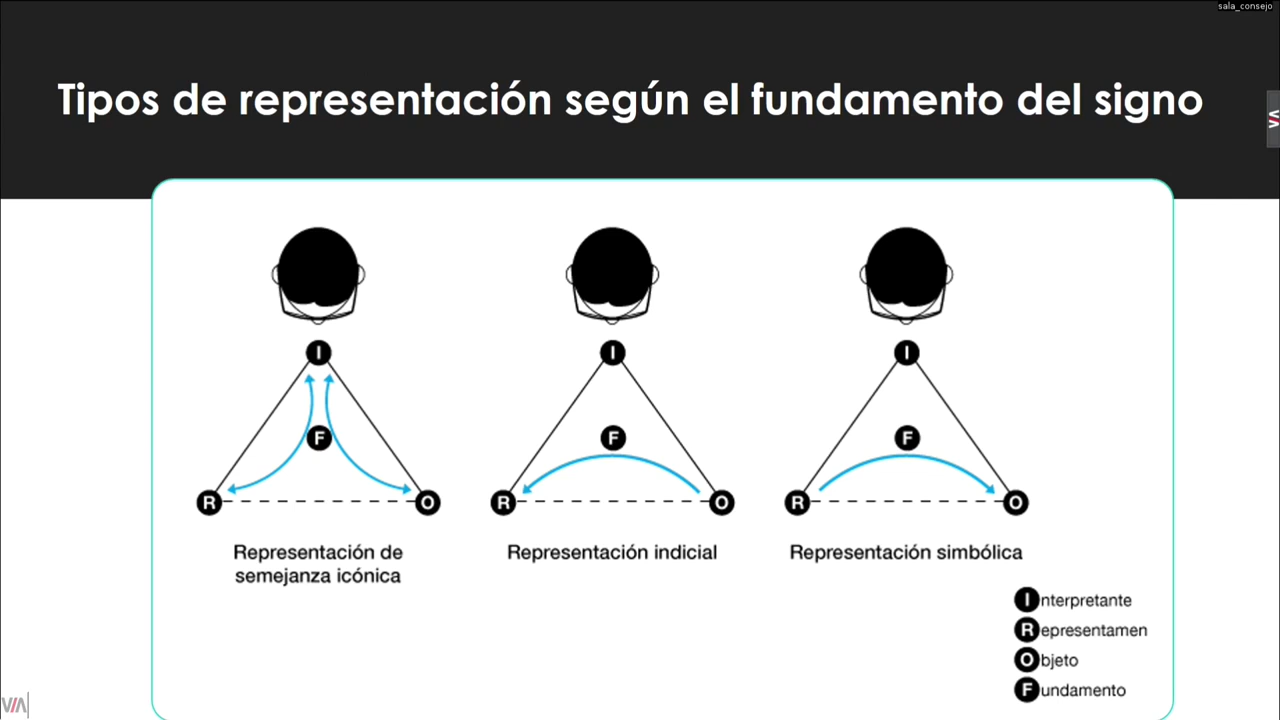 sala_consejo
Tipos de representación según el fundamento del signo
I
F
R
O
Representación de
semejanza icónica
I
F
R
O
Representación indicial
I
F
R
O
Representación simbólica
Interpretante
Representamen
Objeto
Fundamento
VIA